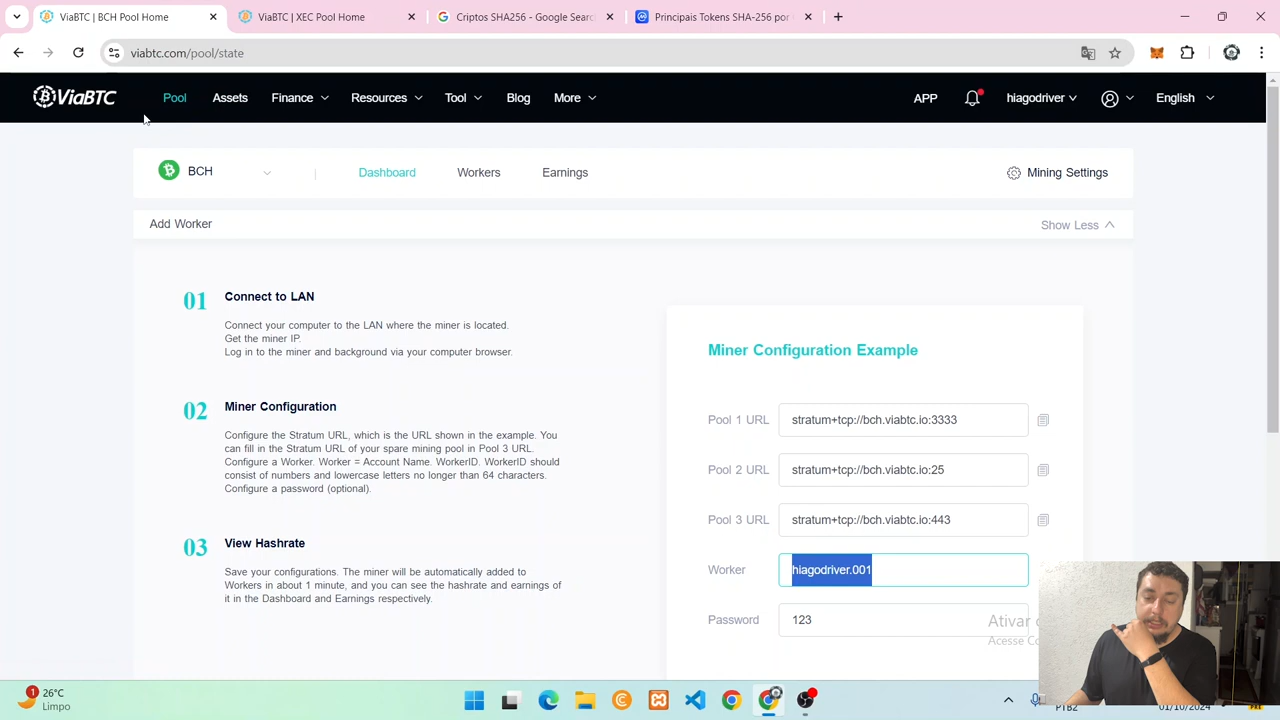 ViaBTC | BCH Pool Home
ViaBTC | XEC Pool Home
Criptos SHA256 - Google Searc
Principais Tokens SHA-256 por
viabtc.com/pool/state
ViaBTC
Pool
Assets
Finance
Resources
Tool
Blog
More
APP
hiagodriver
English
BCH
Dashboard
Workers
Earnings
Mining Settings
Add Worker
Show Less
01
Connect to LAN
Connect your computer to the LAN where the miner is located.
Get the miner IP.
Log in to the miner and background via your computer browser.
02
Miner Configuration
Configure the Stratum URL, which is the URL shown in the example. You
can fill in the Stratum URL of your spare mining pool in Pool 3 URL.
Configure a Worker. Worker = Account Name. WorkerID. WorkerID should
consist of numbers and lowercase letters no longer than 64 characters.
Configure a password (optional).
03
View Hashrate
Save your configurations. The miner will be automatically added to
Workers in about 1 minute, and you can see the hashrate and earnings of
it in the Dashboard and Earnings respectively.
Miner Configuration Example
Pool 1 URL
stratum+tcp://bch.viabtc.io:3333
Pool 2 URL
stratum+tcp://bch.viabtc.io:25
Pool 3 URL
stratum+tcp://bch.viabtc.io:443
Worker
hiagodriver.001
Password
123
Ativar
Acesse
1
26°C
Limpo
PTB2
01/10/2024